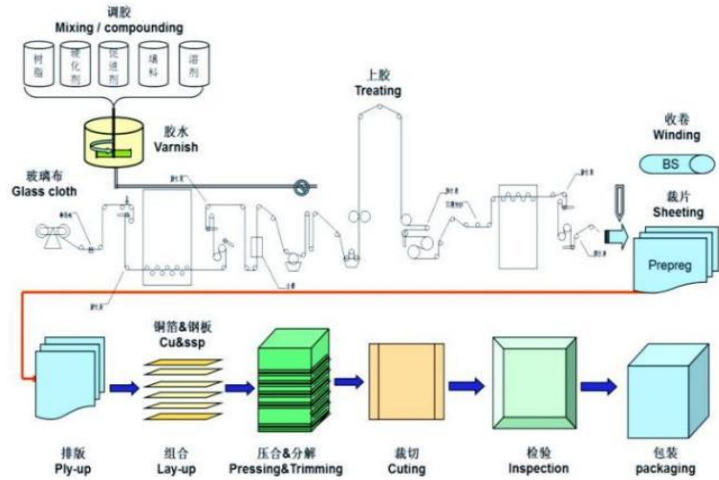 调胶
Mixing / compounding
树脂
硬化剂
促进剂
填料
溶剂
胶水
Varnish
上胶
Treating
收卷
Winding
BS
玻璃布
Glass cloth
裁片
Sheeting
Prepreg
铜箔&钢板
Cu&ssp
排版
Ply-up
组合
Lay-up
压合&分解
Pressing&Trimming
裁切
Cuting
检验
Inspection
包装
packaging